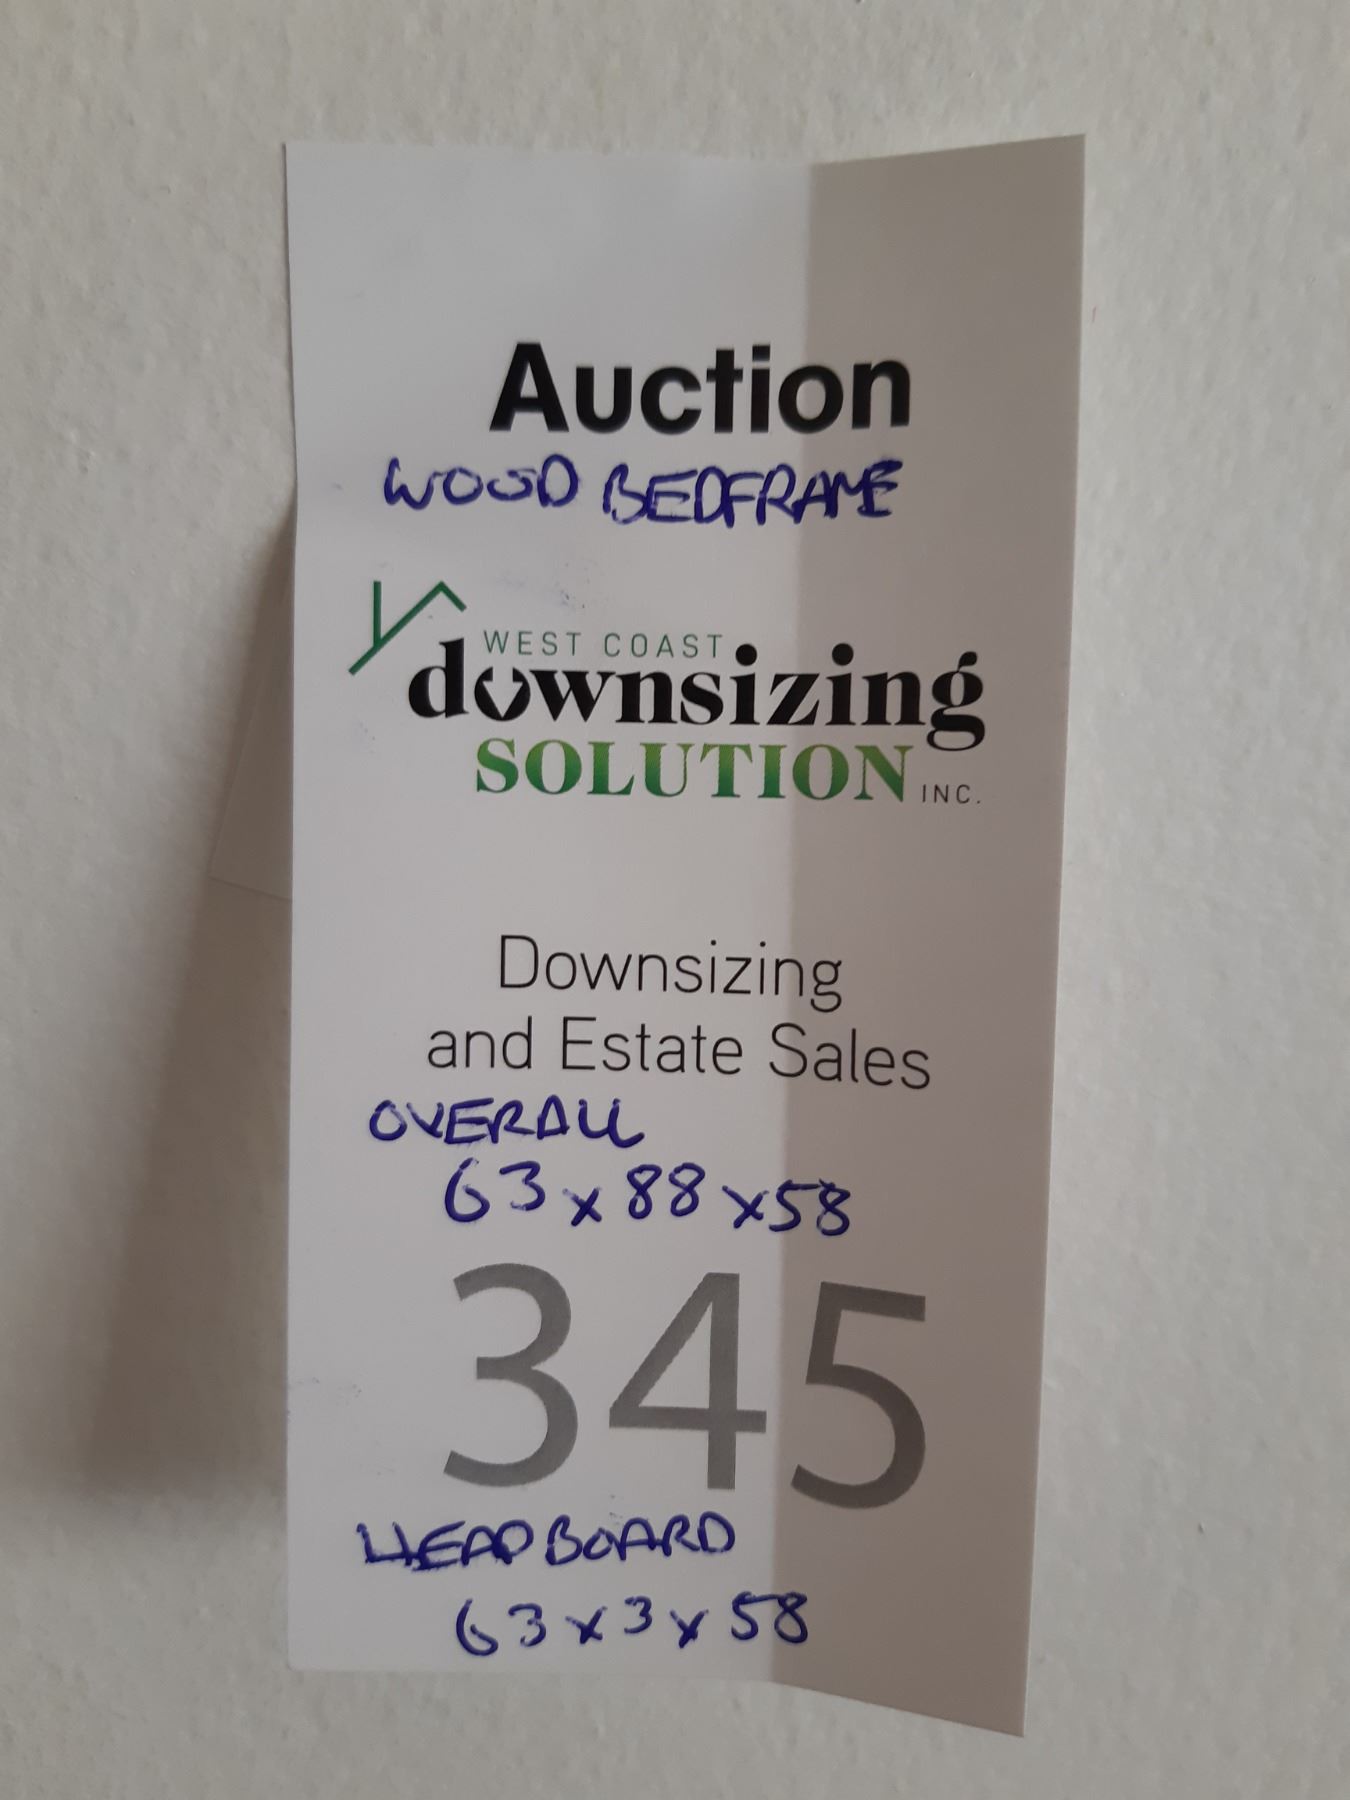 Auction
WOOD BEDFRAME
WEST COAST
downsizing
SOLUTION INC.
Downsizing
and Estate Sales
OVERALL
63 x 88 x 58
345
HEADBOARD
63 x 3 x 58